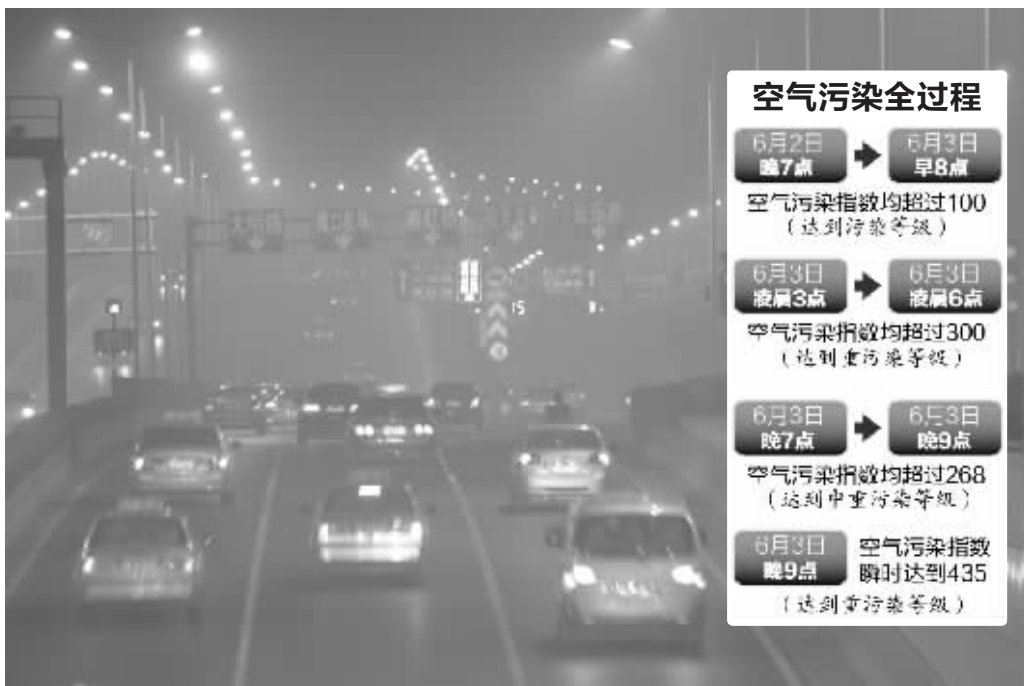 空气污染全过程
6月2日
晚7点
6月3日
早8点
空气污染指数均超过100
(达到污染等级)
6月3日
凌晨3点
6月3日
凌晨6点
空气污染指数均超过300
(达到重污染等级)
6月3日
晚7点
6月3日
晚9点
空气污染指数均超过268
(达到中重污染等级)
6月3日
晚9点
空气污染指数
瞬时达到435
(达到重污染等级)
15